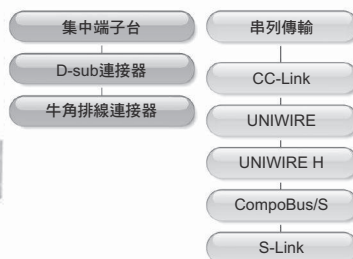 集中端子台
D-sub連接器
牛角排線連接器
串列傳輸
CC-Link
UNIWIRE
UNIWIRE H
CompoBus/S
S-Link